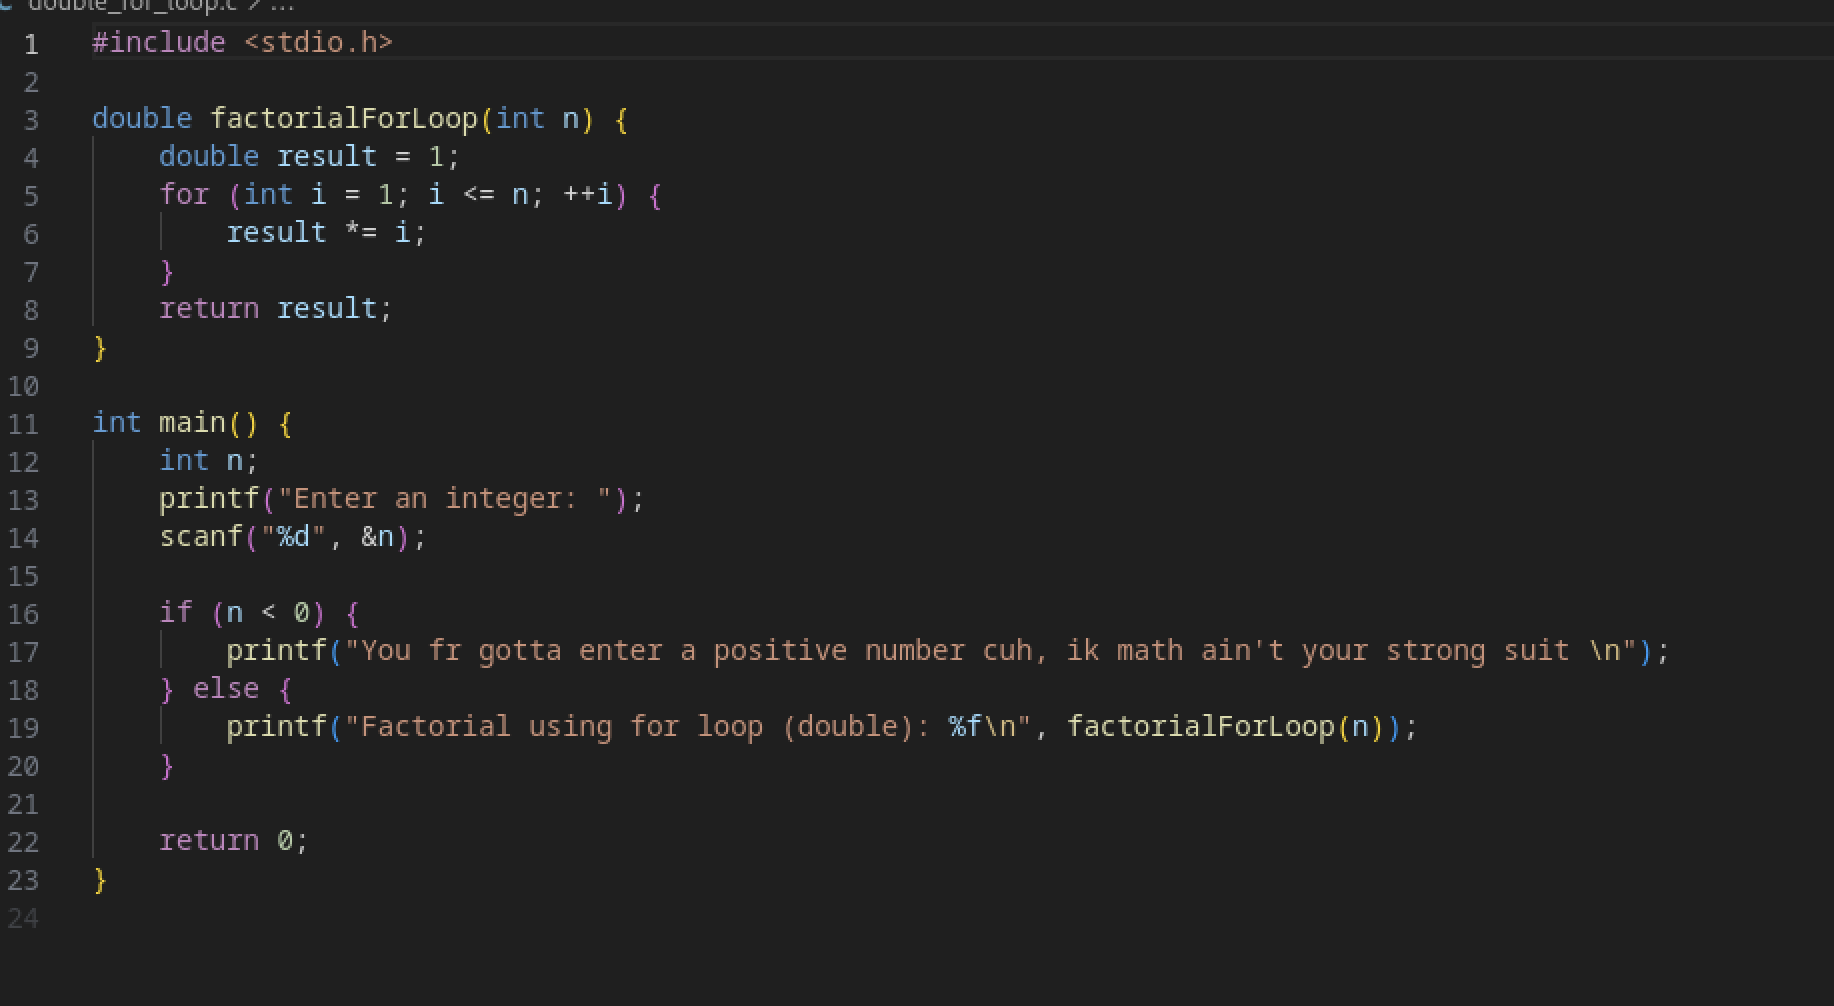 double_for_loop.c > ...
1 #include <stdio.h>
2
3 double factorialForLoop(int n) {
4     double result = 1;
5     for (int i = 1; i <= n; ++i) {
6         result *= i;
7     }
8     return result;
9 }
10
11 int main() {
12     int n;
13     printf("Enter an integer: ");
14     scanf("%d", &n);
15
16     if (n < 0) {
17         printf("You fr gotta enter a positive number cuh, ik math ain't your strong suit \n");
18     } else {
19         printf("Factorial using for loop (double): %f\n", factorialForLoop(n));
20     }
21
22     return 0;
23 }
24